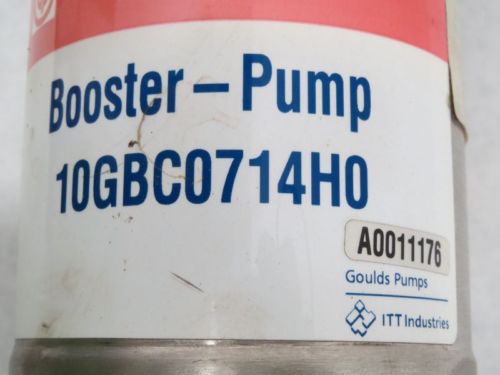 Booster – Pump
10GBC0714H0
A0011176
Goulds Pumps
ITT Industries